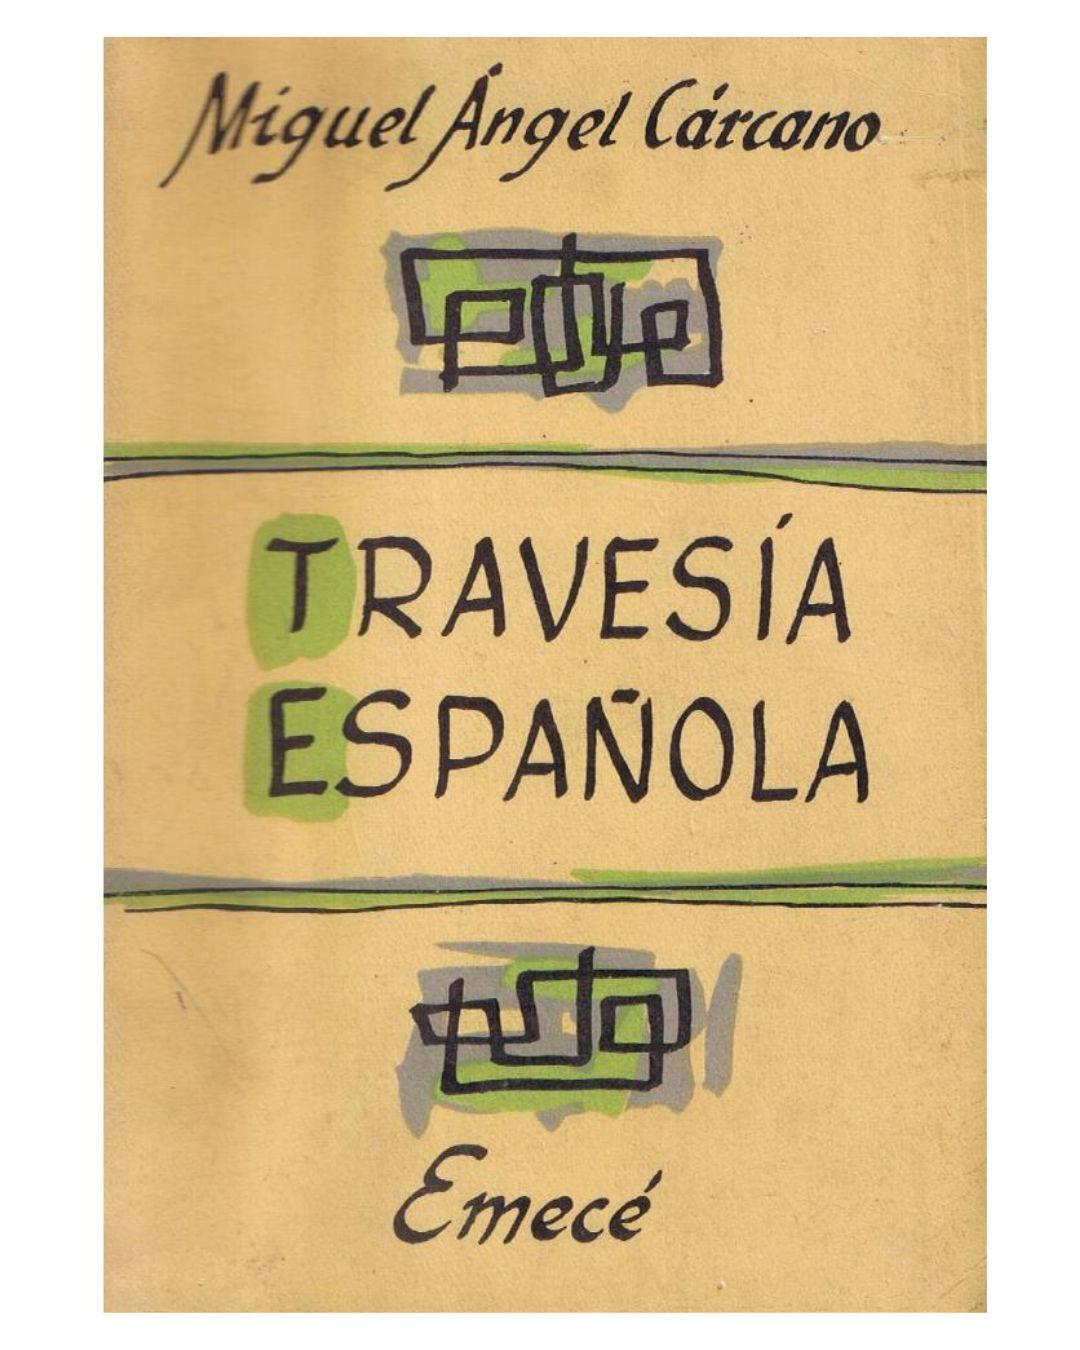 Miguel Ángel Cárcano
TRAVESÍA
ESPAÑOLA
Emecé